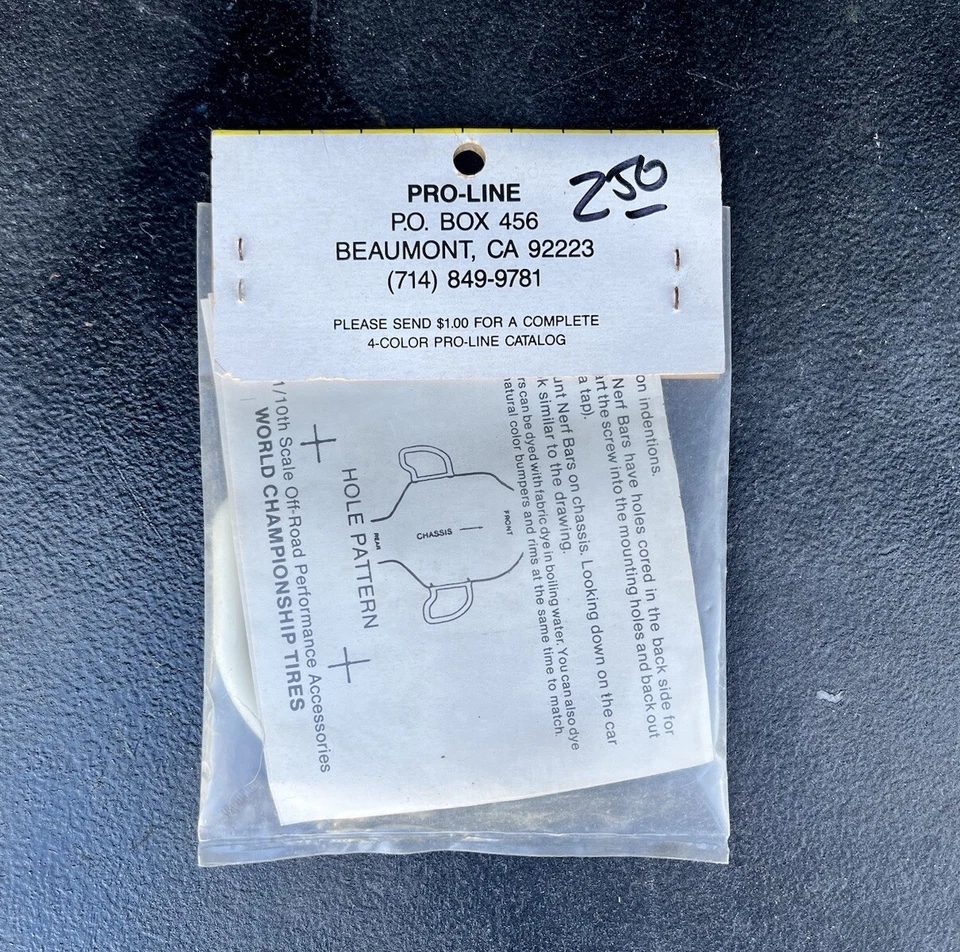 PRO-LINE
250
P.O. BOX 456
BEAUMONT, CA 92223
(714) 849-9781
PLEASE SEND $1.00 FOR A COMPLETE
4-COLOR PRO-LINE CATALOG
on indentions.
Nerf Bars have holes cored in the back side for
the screw into the mounting holes and back out
a tap).
Nerf Bars on chassis. Looking down on the car
similar to the drawing.
can be dyed with fabric dye in boiling water. You can also dye
natural color bumpers and rims at the same time to match.
FRONT
CHASSIS
REAR
HOLE PATTERN
1/10th Scale Off-Road Performance Accessories
WORLD CHAMPIONSHIP TIRES